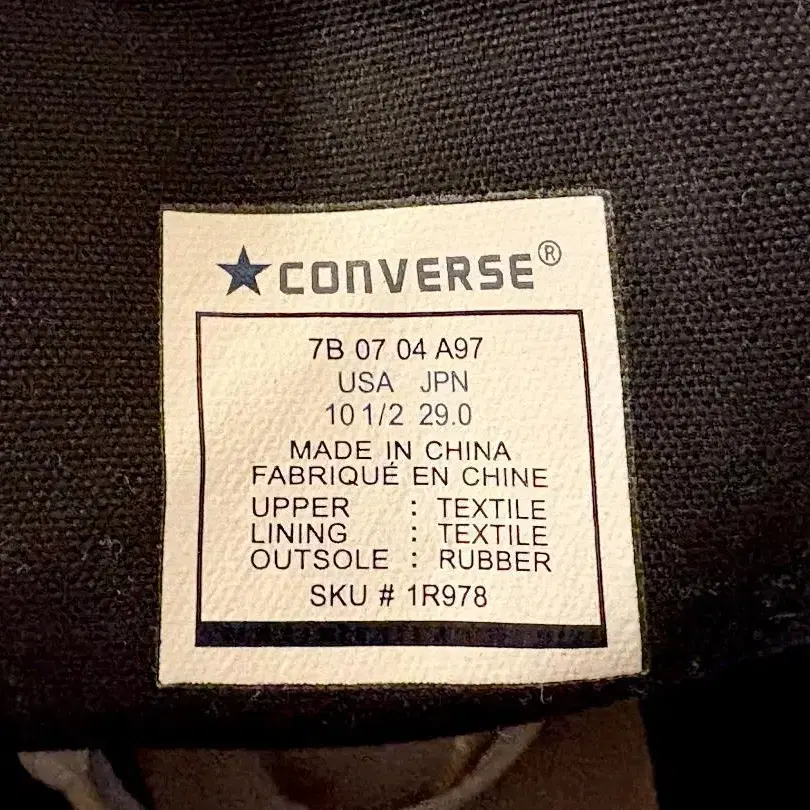 ★CONVERSE®
7B 07 04 A97
USA JPN
10 1/2 29.0
MADE IN CHINA
FABRIQUÉ EN CHINE
UPPER : TEXTILE
LINING : TEXTILE
OUTSOLE : RUBBER
SKU # 1R978